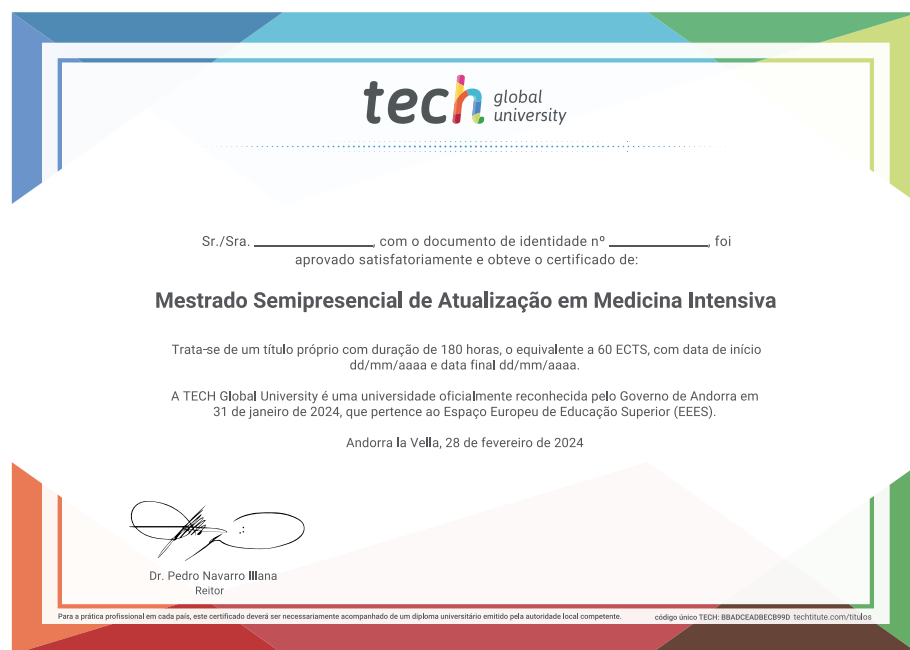 tech global university
Sr./Sra. _______________, com o documento de identidade nº _____________, foi
aprovado satisfatoriamente e obteve o certificado de:
Mestrado Semipresencial de Atualização em Medicina Intensiva
Trata-se de um título próprio com duração de 180 horas, o equivalente a 60 ECTS, com data de início
dd/mm/aaaa e data final dd/mm/aaaa.
A TECH Global University é uma universidade oficialmente reconhecida pelo Governo de Andorra em
31 de janeiro de 2024, que pertence ao Espaço Europeu de Educação Superior (EEES).
Andorra la Vella, 28 de fevereiro de 2024
Dr. Pedro Navarro Illana
Reitor
Para a prática profissional em cada país, este certificado deverá ser necessariamente acompanhado de um diploma universitário emitido pela autoridade local competente.
código único TECH: BBADCEADBECB99D techtitute.com/titulos